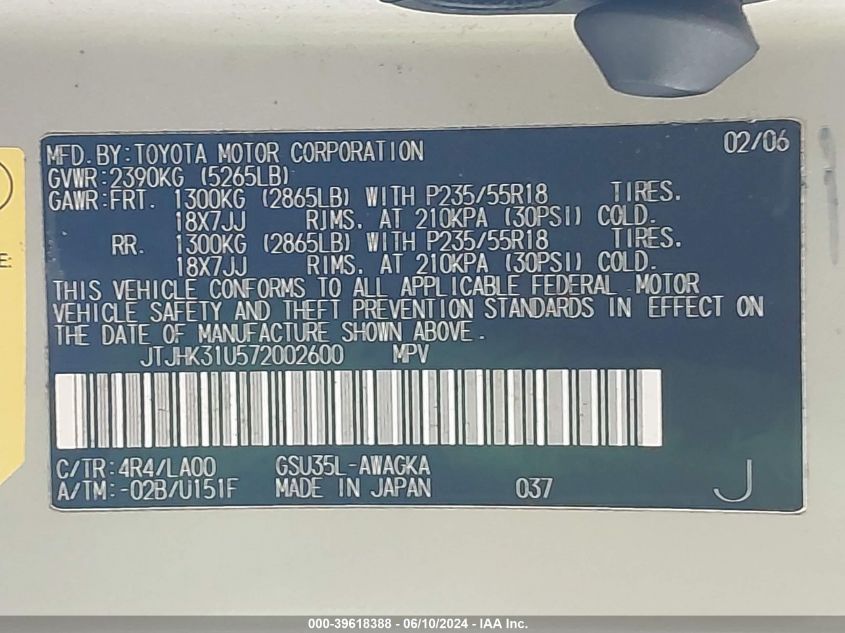 02/06
MFD.BY:TOYOTA MOTOR CORPORATION
GVWR:2390KG (5265LB)
GAWR:FRT. 1300KG (2865LB) WITH P235/55R18 TIRES.
18X7JJ RIMS. AT 210KPA (30PSI) COLD.
RR. 1300KG (2865LB) WITH P235/55R18 TIRES.
18X7JJ RIMS. AT 210KPA (30PSI) COLD.
THIS VEHICLE CONFORMS TO ALL APPLICABLE FEDERAL MOTOR
VEHICLE SAFETY AND THEFT PREVENTION STANDARDS IN EFFECT ON
THE DATE OF MANUFACTURE SHOWN ABOVE.
JTJHK31U572002600 MPV
C/TR:4R4/LA00 GSU35L-AWAGKA
A/TM:-02B/U151F MADE IN JAPAN 037 J
E:
000-39618388 - 06/10/2024 - IAA Inc.